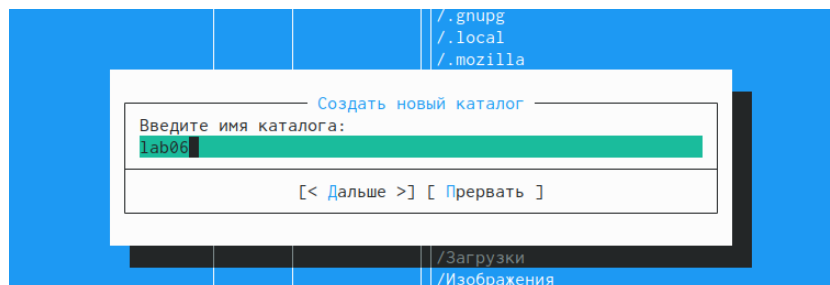 /.gnupg
/.local
/.mozilla
Создать новый каталог
Введите имя каталога:
lab06
[< Дальше >] [ Прервать ]
/Загрузки
/Изображения